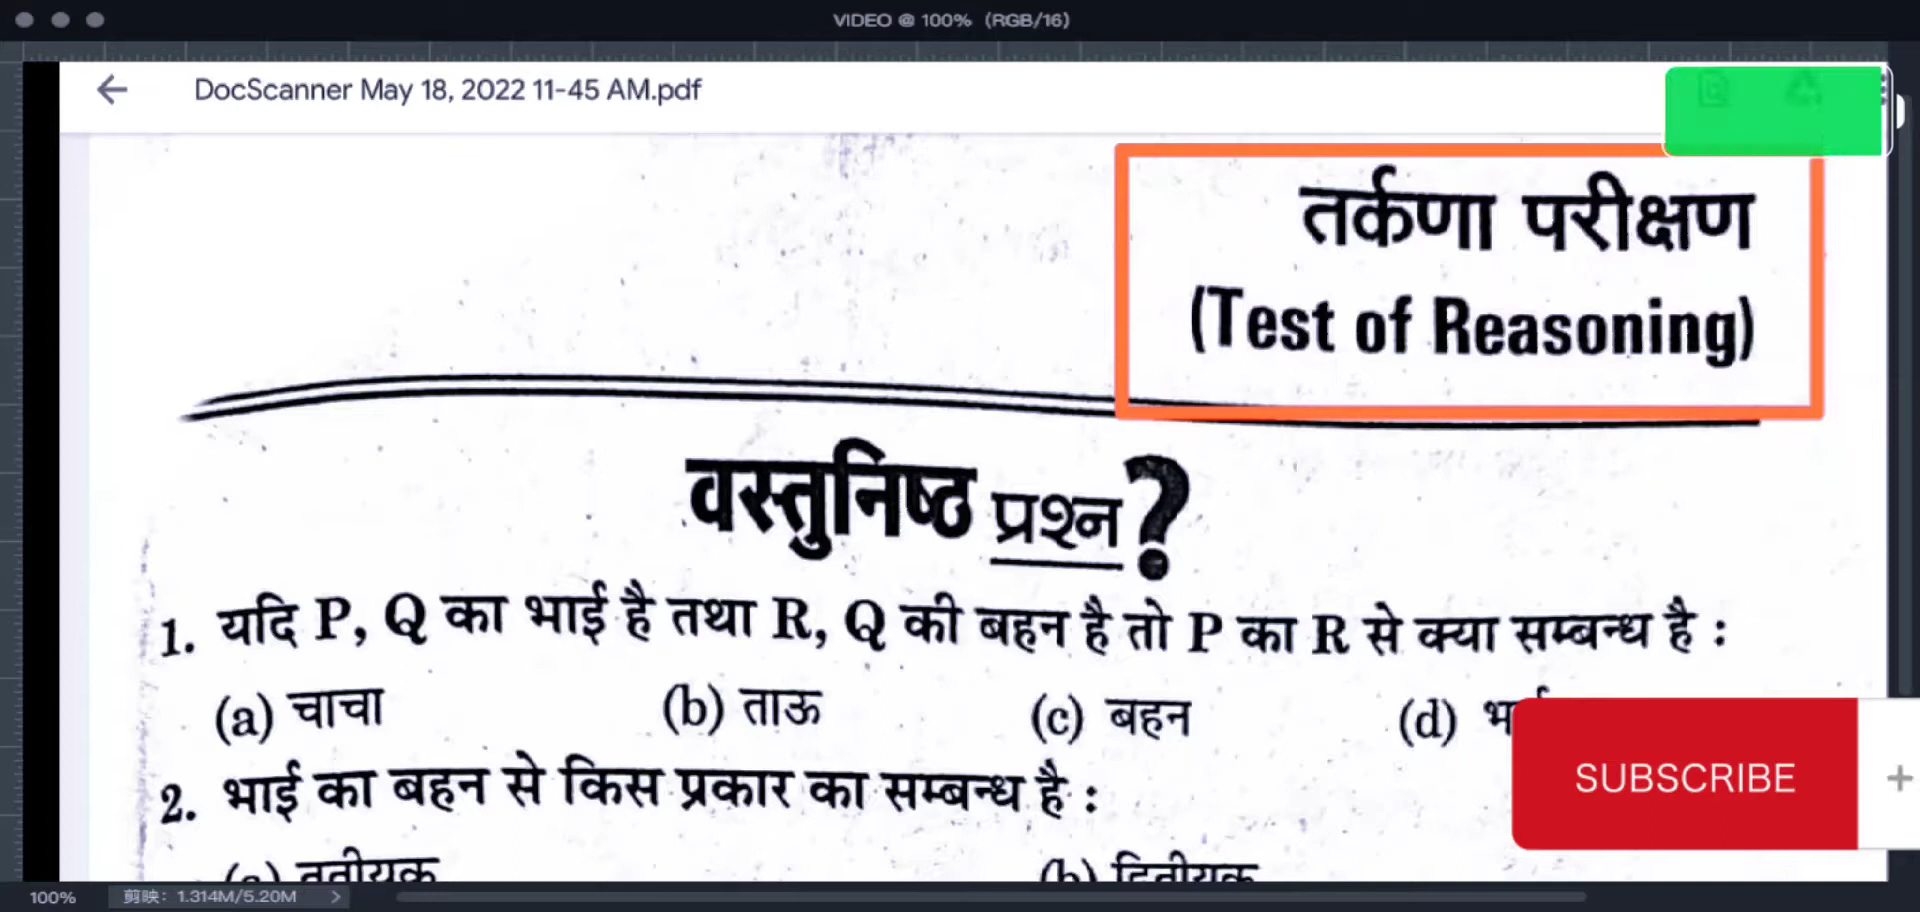 VIDEO @ 100% (RGB/16)
DocScanner May 18, 2022 11-45 AM.pdf
तर्कणा परीक्षण
(Test of Reasoning)
वस्तुनिष्ठ प्रश्न ?
1. यदि P, Q का भाई है तथा R, Q की बहन है तो P का R से क्या सम्बन्ध है :
(a) चाचा (b) ताऊ (c) बहन (d)
2. भाई का बहन से किस प्रकार का सम्बन्ध है :
SUBSCRIBE +
100% 剪映: 1.314M/5.20M >